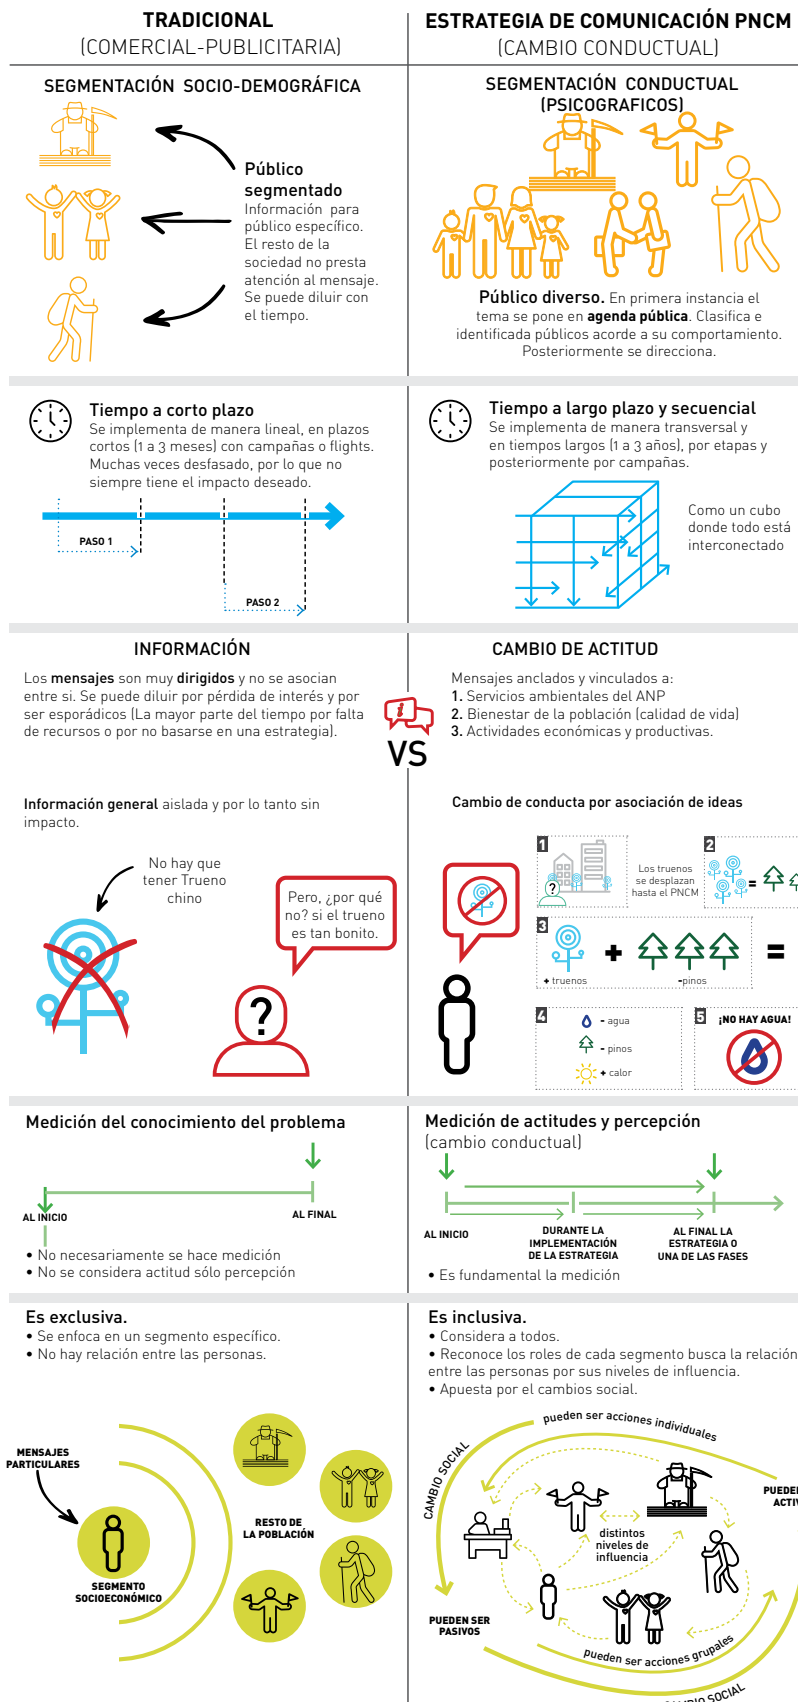 TRADICIONAL
(COMERCIAL-PUBLICITARIA)
ESTRATEGIA DE COMUNICACIÓN PNCM
(CAMBIO CONDUCTUAL)
SEGMENTACIÓN SOCIO-DEMOGRÁFICA
Público
segmentado
Información para
público específico.
El resto de la
sociedad no presta
atención al mensaje.
Se puede diluir con
el tiempo.
SEGMENTACIÓN CONDUCTUAL
(PSICOGRAFICOS)
Público diverso. En primera instancia el
tema se pone en agenda pública. Clasifica e
identificada públicos acorde a su comportamiento.
Posteriormente se direcciona.
Tiempo a corto plazo
Se implementa de manera lineal, en plazos
cortos (1 a 3 meses) con campañas o flights.
Muchas veces desfasado, por lo que no
siempre tiene el impacto deseado.
PASO 1
PASO 2
Tiempo a largo plazo y secuencial
Se implementa de manera transversal y
en tiempos largos (1 a 3 años), por etapas y
posteriormente por campañas.
Como un cubo
donde todo está
interconectado
INFORMACIÓN
Los mensajes son muy dirigidos y no se asocian
entre si. Se puede diluir por pérdida de interés y por
ser esporádicos (La mayor parte del tiempo por falta
de recursos o por no basarse en una estrategia).
i
VS
CAMBIO DE ACTITUD
Mensajes anclados y vinculados a:
1. Servicios ambientales del ANP
2. Bienestar de la población (calidad de vida)
3. Actividades económicas y productivas.
Información general aislada y por lo tanto sin
impacto.
No hay que
tener Trueno
chino
Pero, ¿por qué
no? si el trueno
es tan bonito.
?
Cambio de conducta por asociación de ideas
1
?
Los truenos
se desplazan
hasta el PNCM
2
=
3
+
=
+ truenos
-pinos
4
- agua
- pinos
+ calor
5
¡NO HAY AGUA!
Medición del conocimiento del problema
AL INICIO
AL FINAL
• No necesariamente se hace medición
• No se considera actitud sólo percepción
Medición de actitudes y percepción
(cambio conductual)
AL INICIO
DURANTE LA
IMPLEMENTACIÓN
DE LA ESTRATEGIA
AL FINAL LA
ESTRATEGIA O
UNA DE LAS FASES
• Es fundamental la medición
Es exclusiva.
• Se enfoca en un segmento específico.
• No hay relación entre las personas.
MENSAJES
PARTICULARES
SEGMENTO
SOCIOECONÓMICO
RESTO DE
LA POBLACIÓN
Es inclusiva.
• Considera a todos.
• Reconoce los roles de cada segmento busca la relación
entre las personas por sus niveles de influencia.
• Apuesta por el cambios social.
pueden ser acciones individuales
CAMBIO SOCIAL
PUEDEN
ACTIV
distintos
niveles de
influencia
PUEDEN SER
PASIVOS
pueden ser acciones grupales
CAMBIO SOCIAL